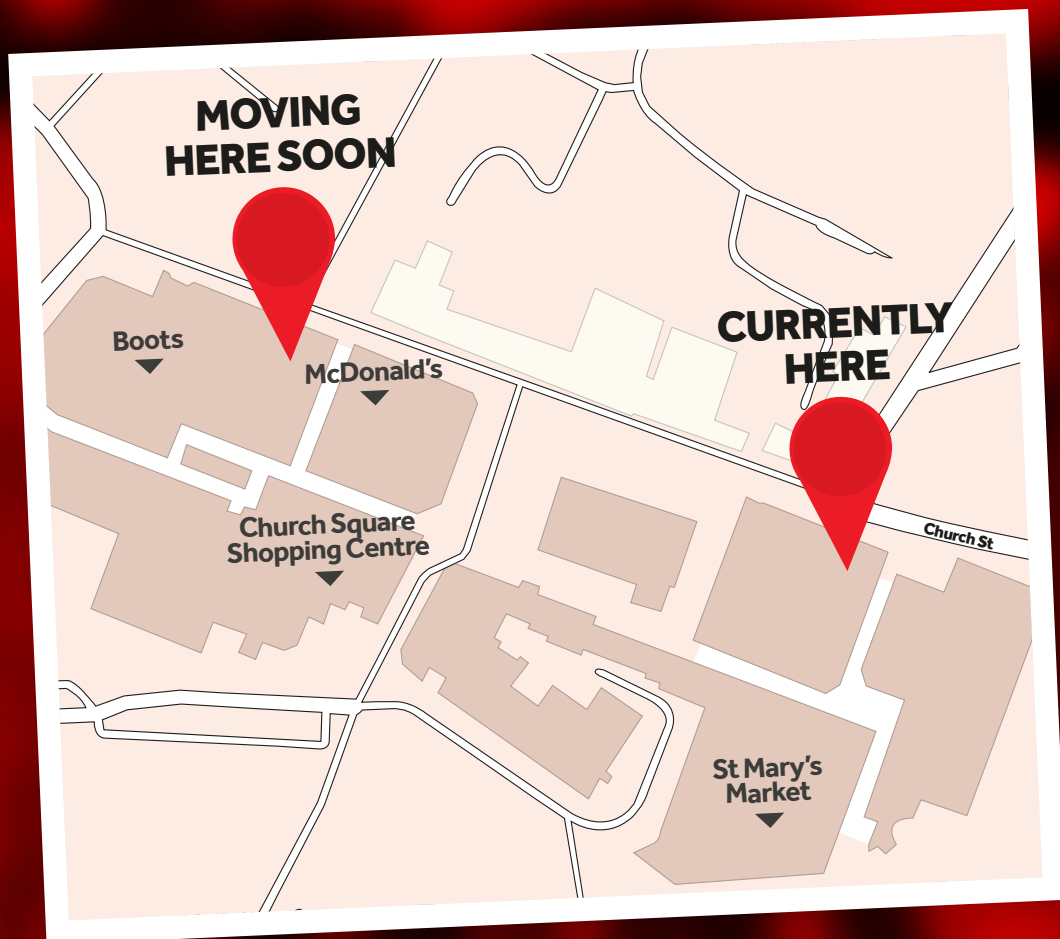 MOVING
HERE SOON
Boots
McDonald's
CURRENTLY
HERE
Church Square
Shopping Centre
Church St
St Mary's
Market